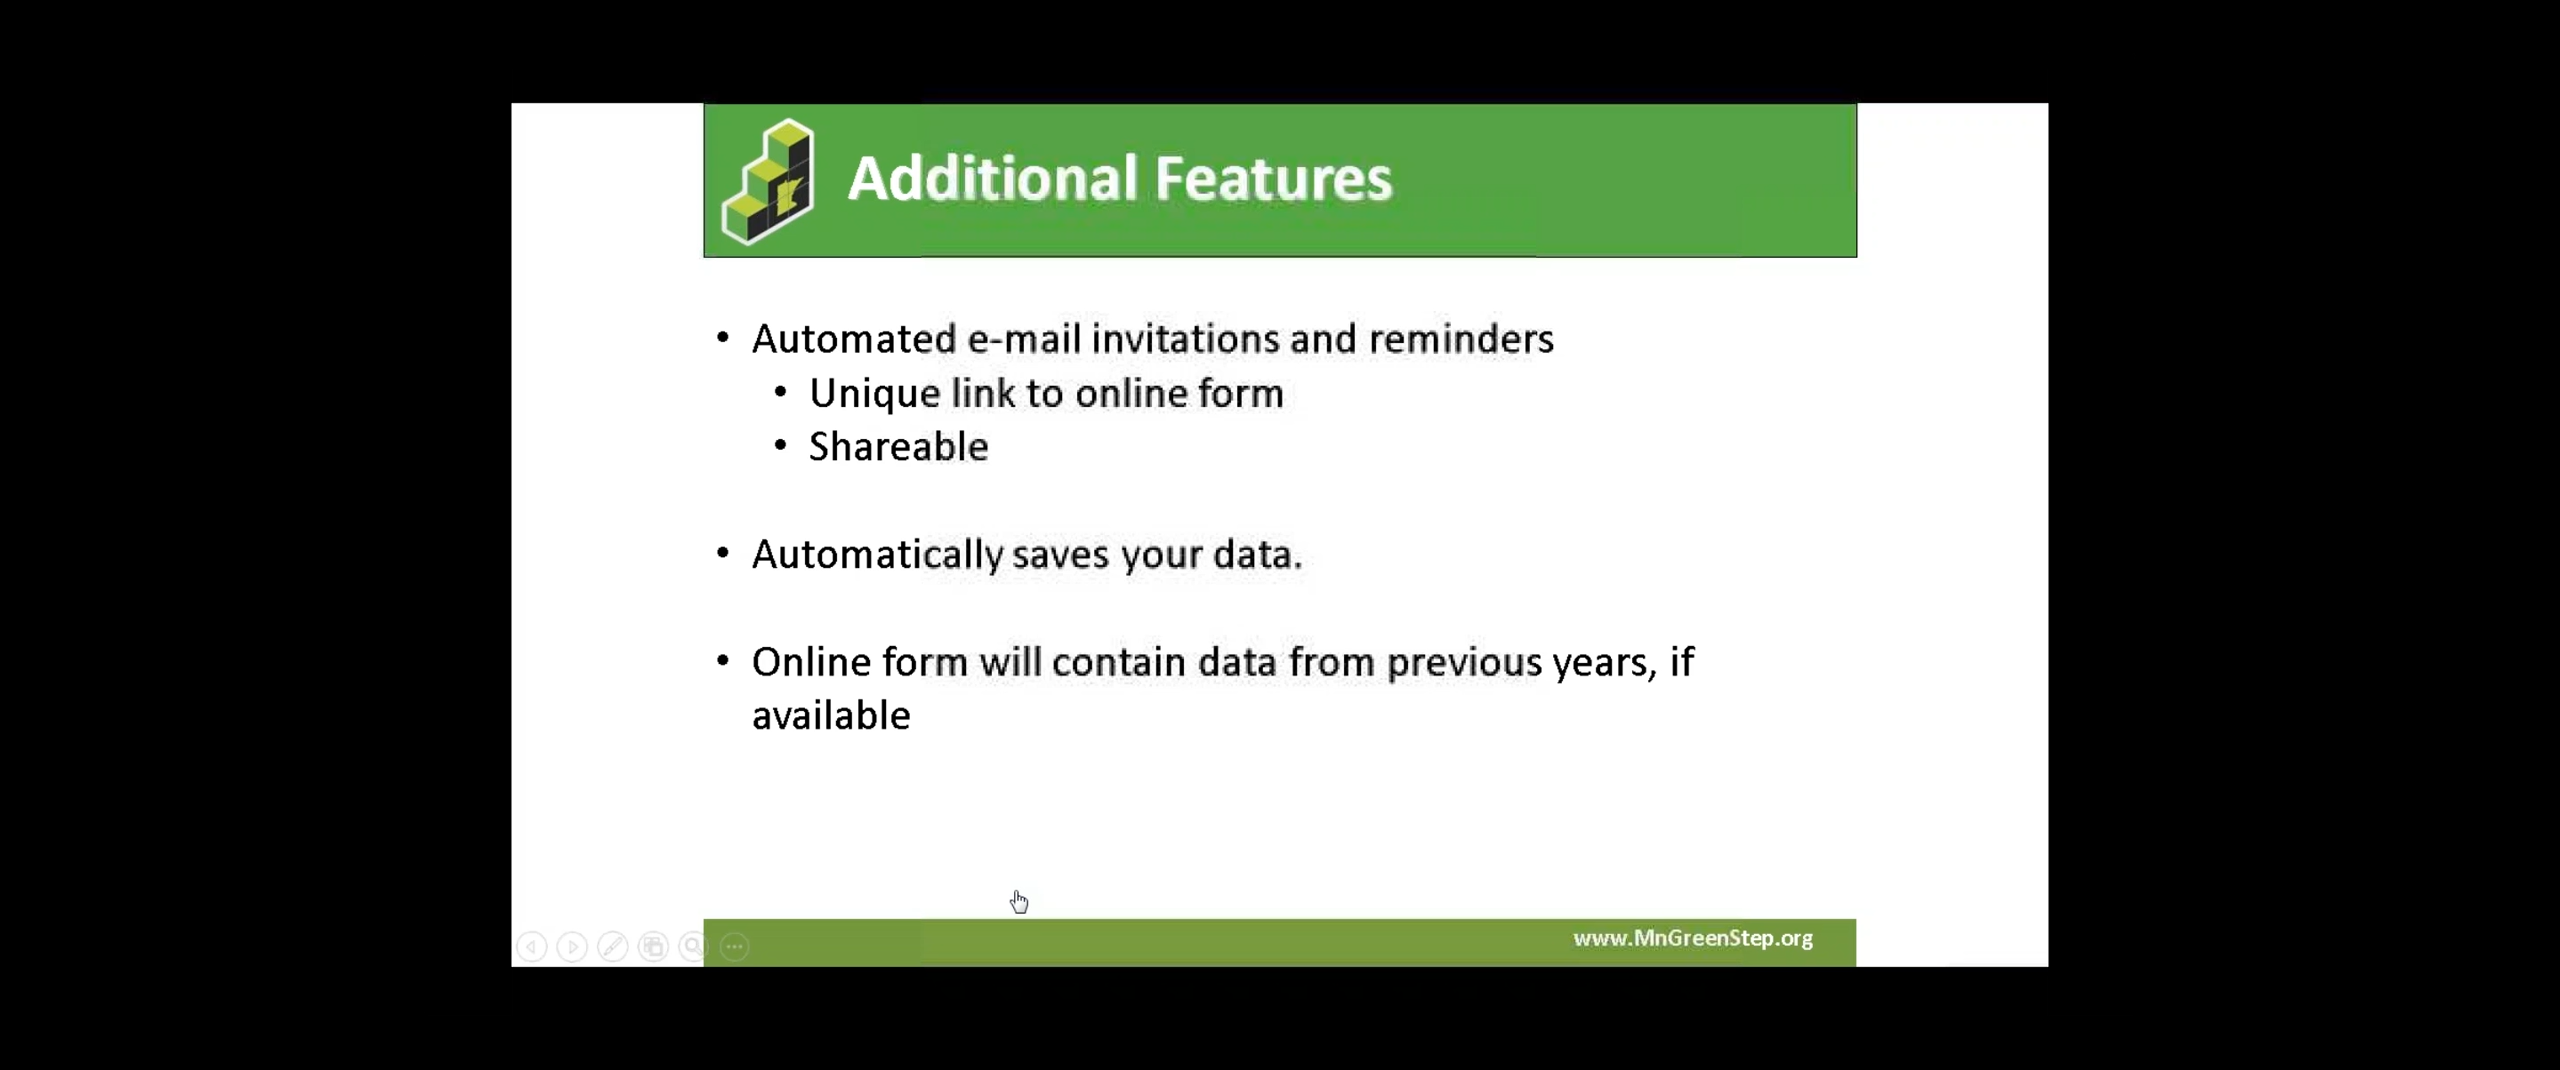 Additional Features
• Automated e-mail invitations and reminders
• Unique link to online form
• Shareable
• Automatically saves your data.
• Online form will contain data from previous years, if
available
www.MnGreenStep.org